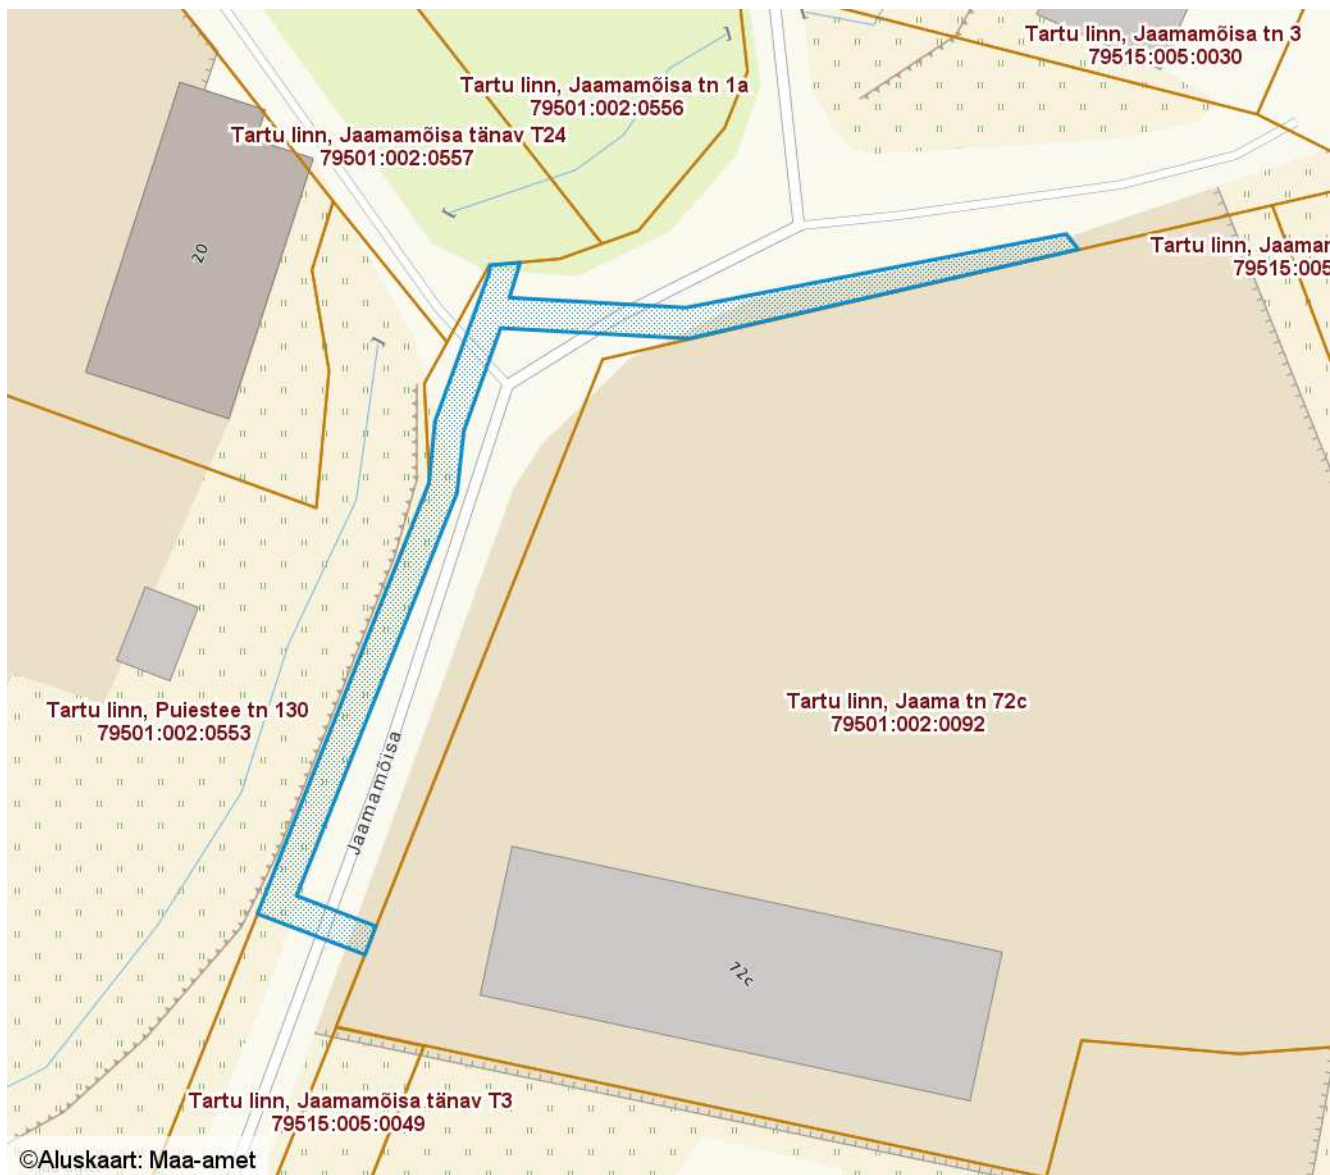 Tartu linn, Jaamamõisa tn 3
79515:005:0030
Tartu linn, Jaamamõisa tn 1a
79501:002:0556
Tartu linn, Jaamamõisa tänav T24
79501:002:0557
20
Tartu linn, Jaamar
79515:005
Tartu linn, Puiestee tn 130
79501:002:0553
Tartu linn, Jaama tn 72c
79501:002:0092
Jaamamõisa
72c
Tartu linn, Jaamamõisa tänav T3
79515:005:0049
©Aluskaart: Maa-amet